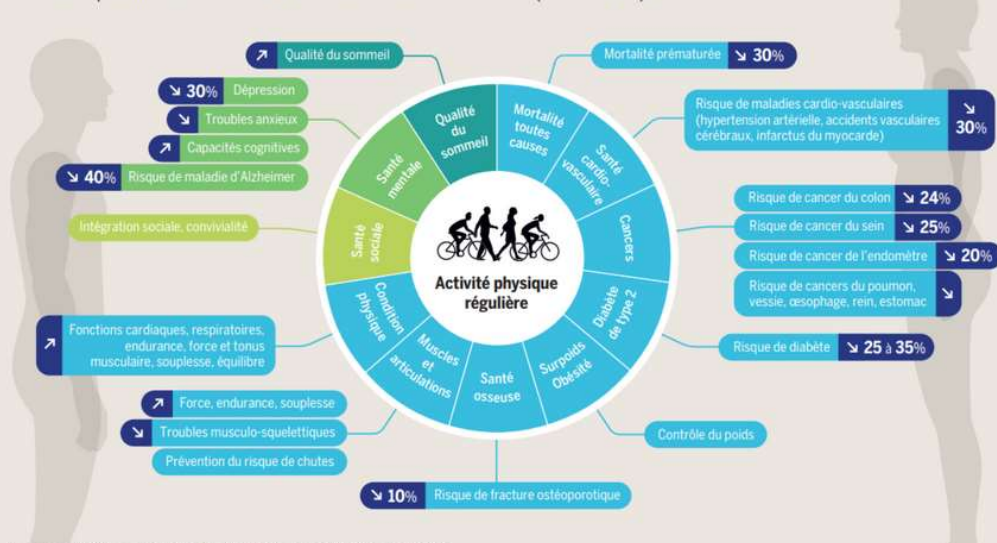 Qualité du sommeil
30% Dépression
Troubles anxieux
Capacités cognitives
40% Risque de maladie d'Alzheimer
Intégration sociale, convivialité
Fonctions cardiaques, respiratoires,
endurance, force et tonus
musculaire, souplesse, équilibre
Force, endurance, souplesse
Troubles musculo-squelettiques
Prévention du risque de chutes
10% Risque de fracture ostéoporotique
Mortalité prématurée 30%
Risque de maladies cardio-vasculaires
(hypertension artérielle, accidents vasculaires
cérébraux, infarctus du myocarde)
30%
Risque de cancer du colon 24%
Risque de cancer du sein 25%
Risque de cancer de l'endomètre 20%
Risque de cancers du poumon,
vessie, œsophage, rein, estomac
Risque de diabète 25 à 35%
Contrôle du poids
Qualité
du
sommeil
Mortalité
toutes
causes
Santé
cardio-
vasculaire
Cancers
Diabète
de type 2
Surpoids
Obésité
Santé
osseuse
Muscles
et
articulations
Condition
physique
Santé
sociale
Santé
mentale
Activité physique
régulière